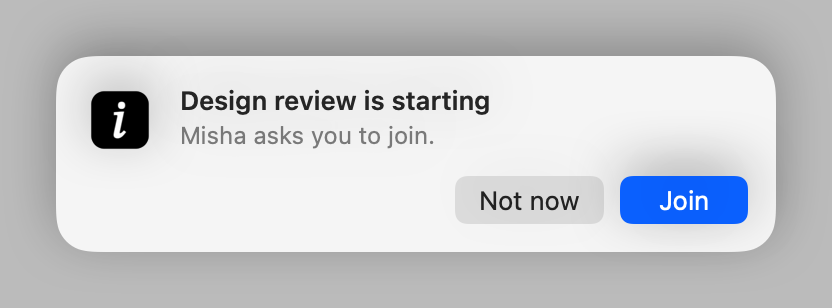 i
Design review is starting
Misha asks you to join.
Not now
Join